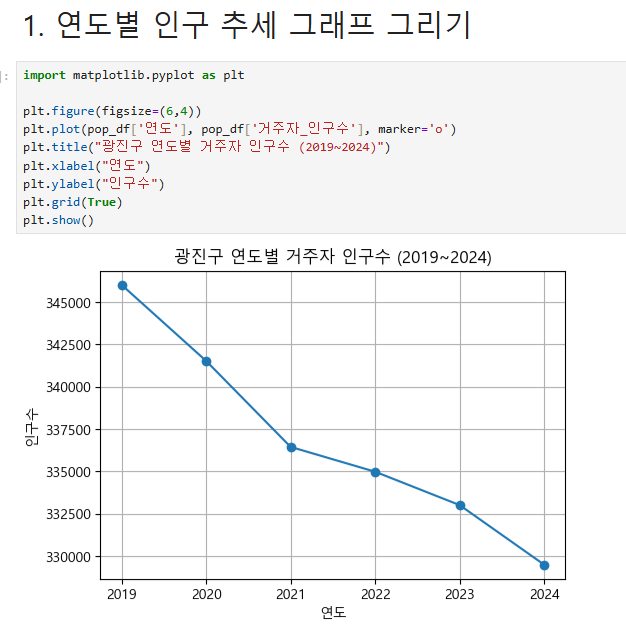 1. 연도별 인구 추세 그래프 그리기
]:
import matplotlib.pyplot as plt
plt.figure(figsize=(6,4))
plt.plot(pop_df['연도'], pop_df['거주자_인구수'], marker='o')
plt.title("광진구 연도별 거주자 인구수 (2019~2024)")
plt.xlabel("연도")
plt.ylabel("인구수")
plt.grid(True)
plt.show()
광진구 연도별 거주자 인구수 (2019~2024)
345000
342500
340000
337500
335000
332500
330000
인구수
2019 2020 2021 2022 2023 2024
연도